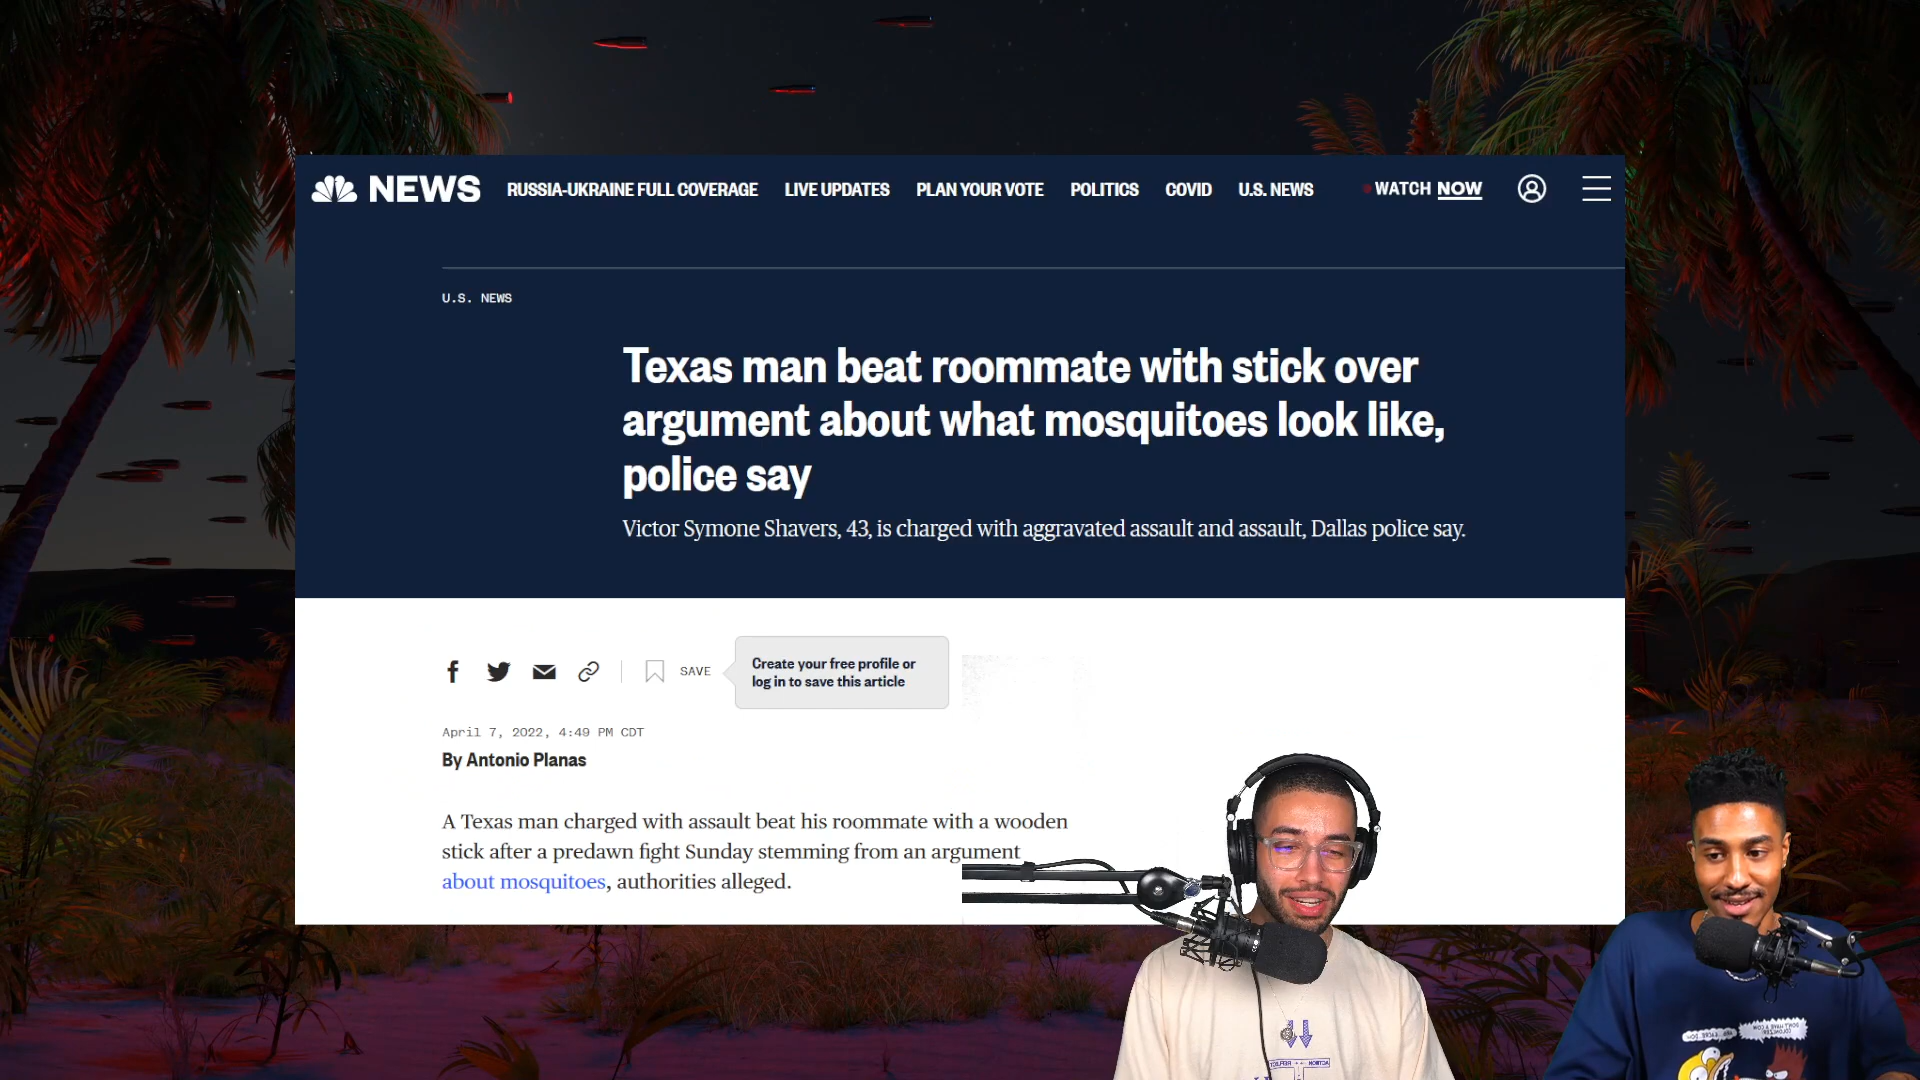 NEWS RUSSIA-UKRAINE FULL COVERAGE LIVE UPDATES PLAN YOUR VOTE POLITICS COVID U.S. NEWS WATCH NOW
U.S. NEWS
Texas man beat roommate with stick over
argument about what mosquitoes look like,
police say
Victor Symone Shavers, 43, is charged with aggravated assault and assault, Dallas police say.
SAVE
Create your free profile or
log in to save this article
April 7, 2022, 4:49 PM CDT
By Antonio Planas
A Texas man charged with assault beat his roommate with a wooden
stick after a predawn fight Sunday stemming from an argument
about mosquitoes, authorities alleged.